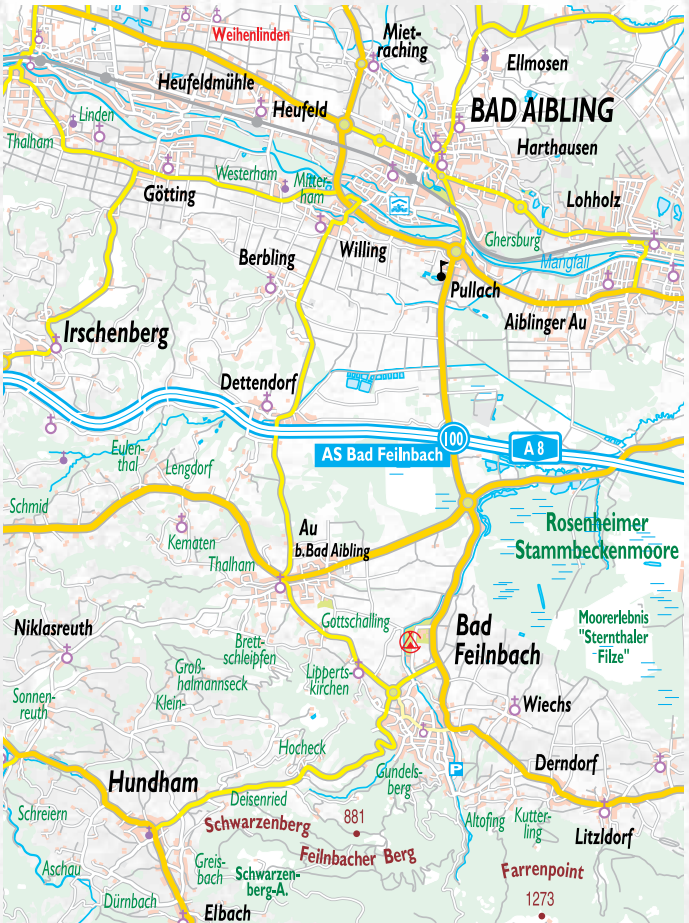 Weihenlinden
Miet-
raching
Ellmosen
Heufeldmühle
Heufeld
BAD AIBLING
Linden
Thalham
Harthausen
Westerham
Mitter-
ham
Götting
Lohholz
Ghersburg
Willing
Berbling
Mangfall
Pullach
Irschenberg
Aiblinger Au
Dettendorf
100
A 8
AS Bad Feilnbach
Eulen-
thal
Lengdorf
Schmid
Kematen
Au
b.Bad Aibling
Rosenheimer
Stammbeckenmoore
Thalham
Gottschalling
Moorerlebnis
"Sternthaler
Filze"
Niklasreuth
Bad
Feilnbach
Brett-
schleipfen
Groß-
halmannseck
Lipperts-
kirchen
Klein-
Sonnen-
reuth
Wiechs
Hocheck
Derndorf
Hundham
Gundels-
berg
P
Deisenried
Schreiern
Schwarzenberg
881
Altofing
Kutter-
ling
Litzldorf
Feilnbacher Berg
Aschau
Greis-
bach
Schwarzen-
berg-A.
Farrenpoint
1273
Dürnbach
Elbach